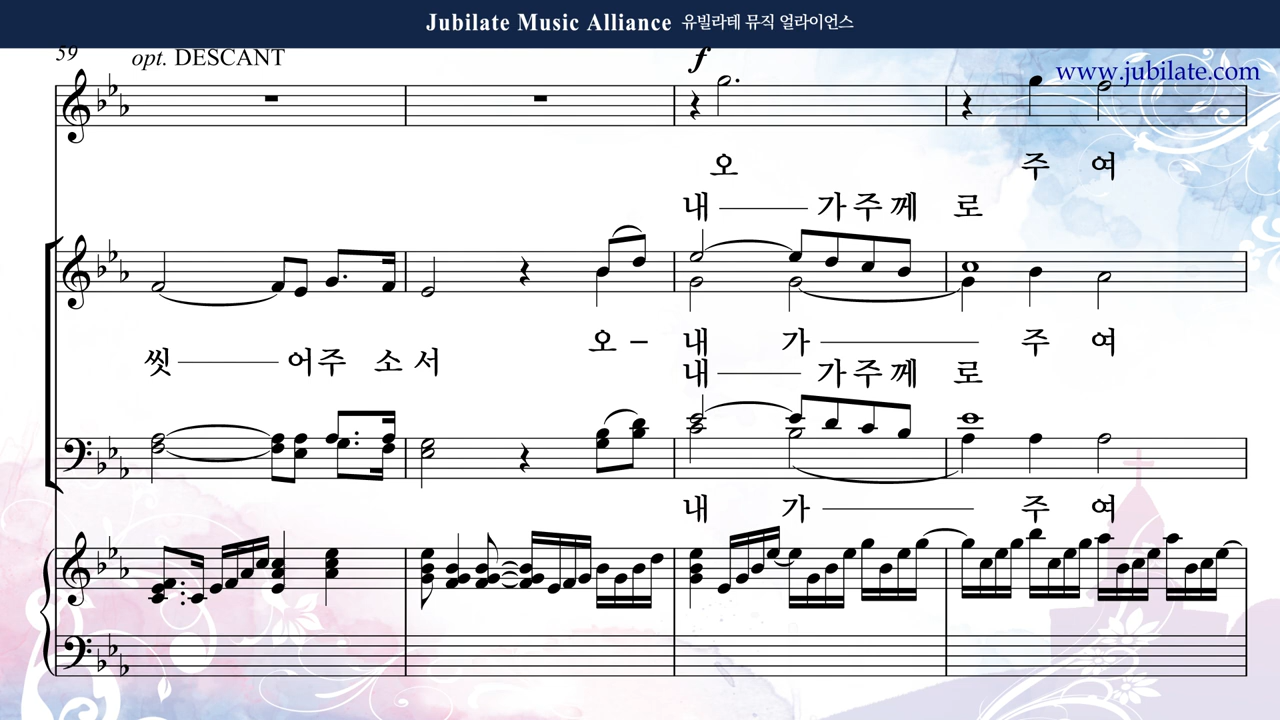 Jubilate Music Alliance 유빌라테 뮤직 얼라이언스
www.jubilate.com
59 opt. DESCANT f
오 주 여
내 가 주 께 로
오 – 내 가 주 여
씻 어 주 소 서 내 가 주 께 로
내 가 주 여